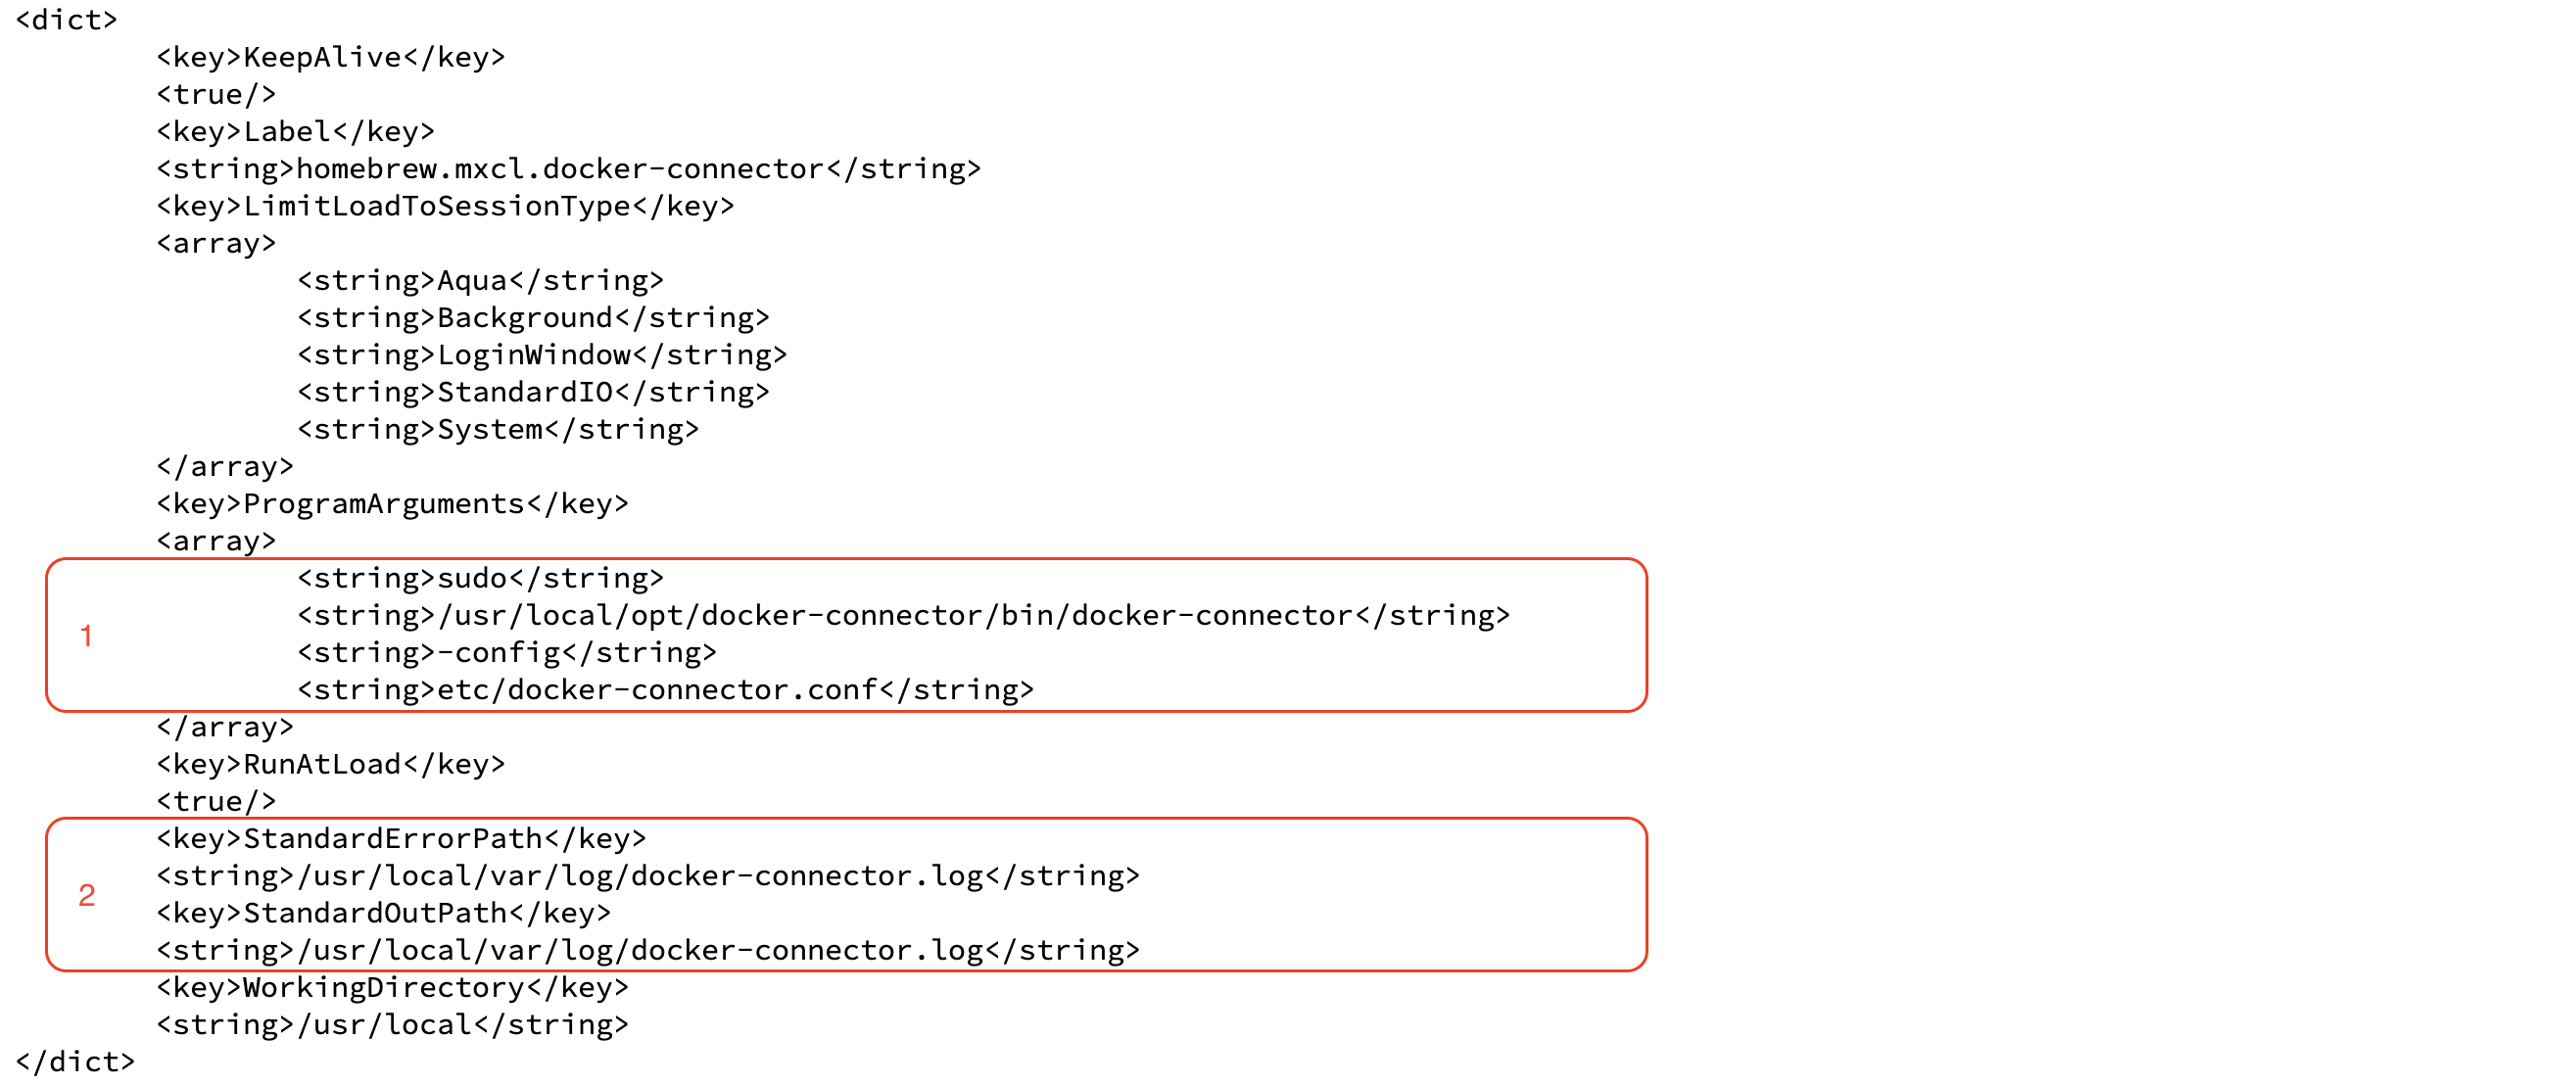 <dict>
<key>KeepAlive</key>
<true/>
<key>Label</key>
<string>homebrew.mxcl.docker-connector</string>
<key>LimitLoadToSessionType</key>
<array>
<string>Aqua</string>
<string>Background</string>
<string>LoginWindow</string>
<string>StandardIO</string>
<string>System</string>
</array>
<key>ProgramArguments</key>
<array>
<string>sudo</string>
<string>/usr/local/opt/docker-connector/bin/docker-connector</string>
1
<string>-config</string>
<string>etc/docker-connector.conf</string>
</array>
<key>RunAtLoad</key>
<true/>
<key>StandardErrorPath</key>
<string>/usr/local/var/log/docker-connector.log</string>
2
<key>StandardOutPath</key>
<string>/usr/local/var/log/docker-connector.log</string>
<key>WorkingDirectory</key>
<string>/usr/local</string>
</dict>